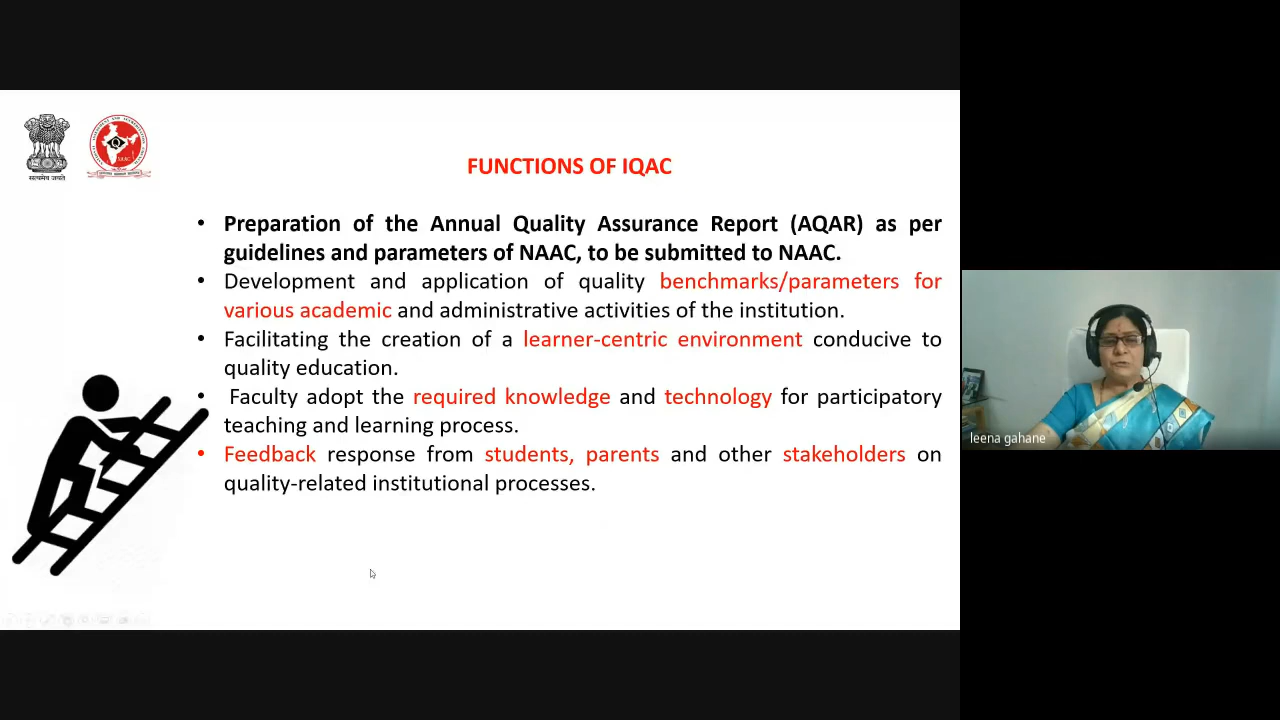 सत्यमेव जयते
NAAC
FUNCTIONS OF IQAC
• Preparation of the Annual Quality Assurance Report (AQAR) as per
guidelines and parameters of NAAC, to be submitted to NAAC.
• Development and application of quality benchmarks/parameters for
various academic and administrative activities of the institution.
• Facilitating the creation of a learner-centric environment conducive to
quality education.
• Faculty adopt the required knowledge and technology for participatory
teaching and learning process.
• Feedback response from students, parents and other stakeholders on
quality-related institutional processes.
leena gahane